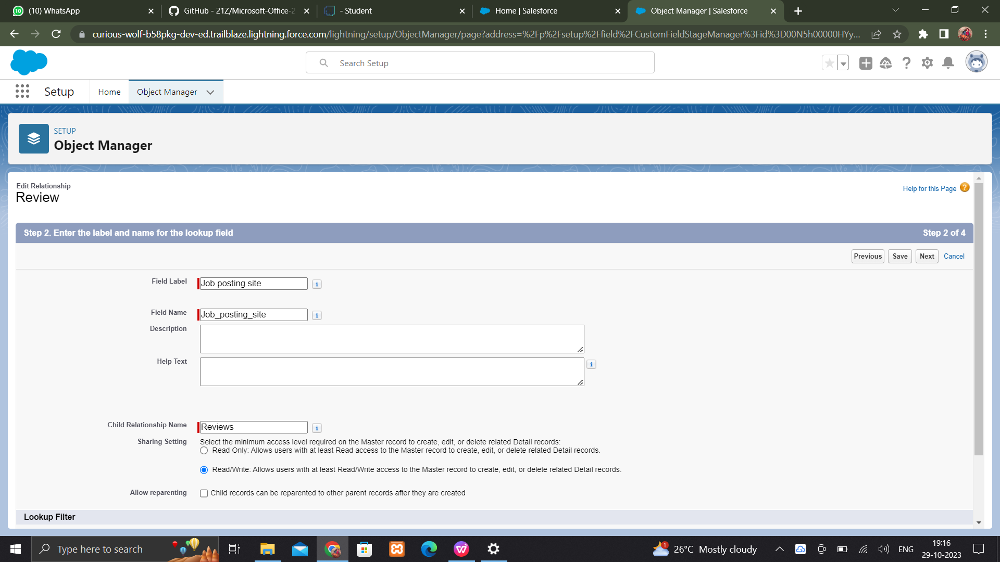 (10) WhatsApp
GitHub - 21Z/Microsoft-Office-2
- Student
Home | Salesforce
Object Manager | Salesforce
curious-wolf-b58pkg-dev-ed.trailblaze.lightning.force.com/lightning/setup/ObjectManager/page?address=%2Fp%2Fsetup%2Ffield%2FCustomFieldStageManager%3Fid%3D00N5h00000HYy...
Search Setup
Setup
Home
Object Manager
SETUP
Object Manager
Edit Relationship
Review
Help for this Page
Step 2. Enter the label and name for the lookup field
Step 2 of 4
Previous
Save
Next
Cancel
Field Label
Job posting site
Field Name
Job_posting_site
Description
Help Text
Child Relationship Name
Reviews
Sharing Setting
Select the minimum access level required on the Master record to create, edit, or delete related Detail records:
Read Only: Allows users with at least Read access to the Master record to create, edit, or delete related Detail records.
Read/Write: Allows users with at least Read/Write access to the Master record to create, edit, or delete related Detail records.
Allow reparenting
Child records can be reparented to other parent records after they are created
Lookup Filter
Type here to search
1
26°C Mostly cloudy
ENG
19:16
29-10-2023